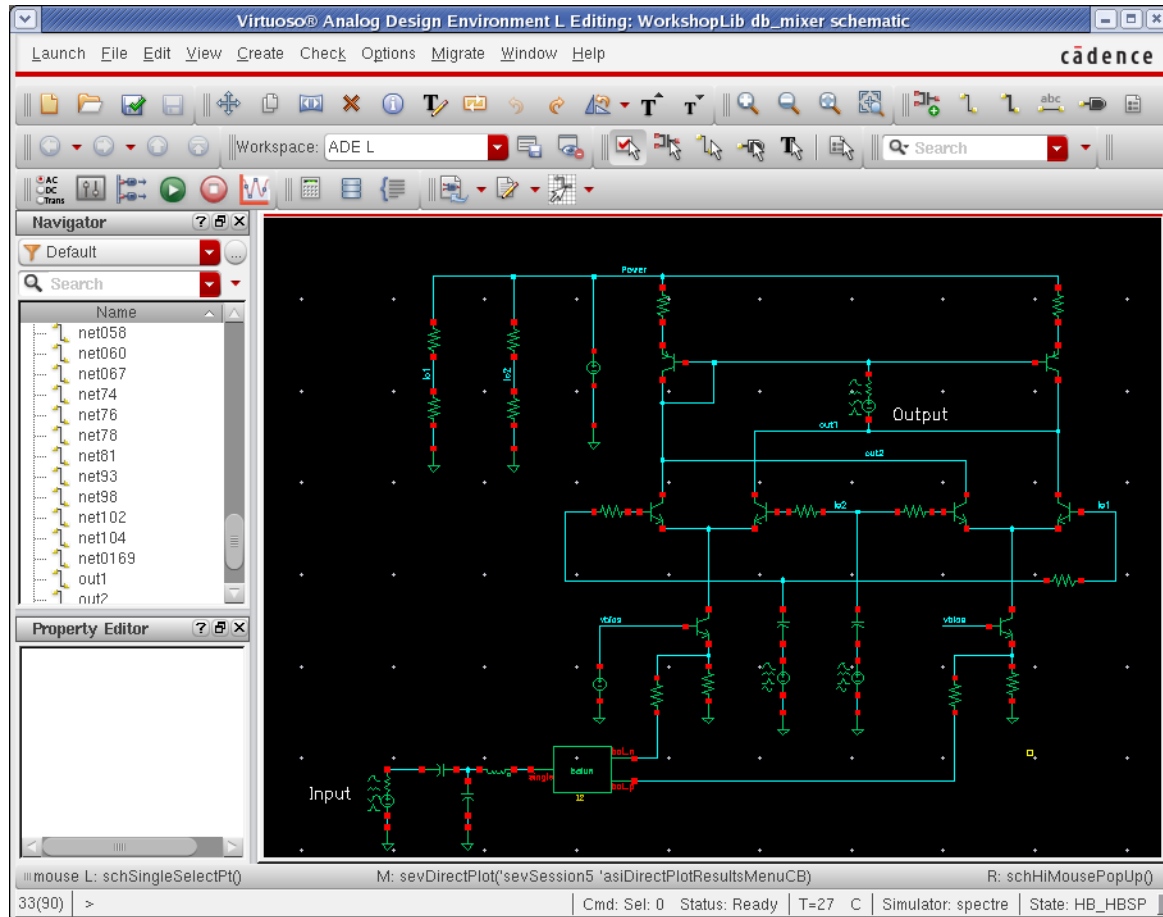 Virtuoso® Analog Design Environment L Editing: WorkshopLib db_mixer schematic
Launch File Edit View Create Check Options Migrate Window Help
cādence
T T T abc
Workspace: ADE L
T
Search
AC
DC
Trans
Navigator
Default
Search
Name
net058
net060
net067
net74
net76
net78
net81
net93
net98
net102
net104
net0169
out1
out2
Property Editor
Power
lo1
lo2
Output
out1
out2
lo2
lo1
vbias
vbias
bal_n
balun
single
bal_p
I2
Input
mouse L: schSingleSelectPt()
M: sevDirectPlot('sevSession5 'asiDirectPlotResultsMenuCB)
R: schHiMousePopUp()
33(90) >
Cmd: Sel: 0 Status: Ready T=27 C Simulator: spectre State: HB_HBSP